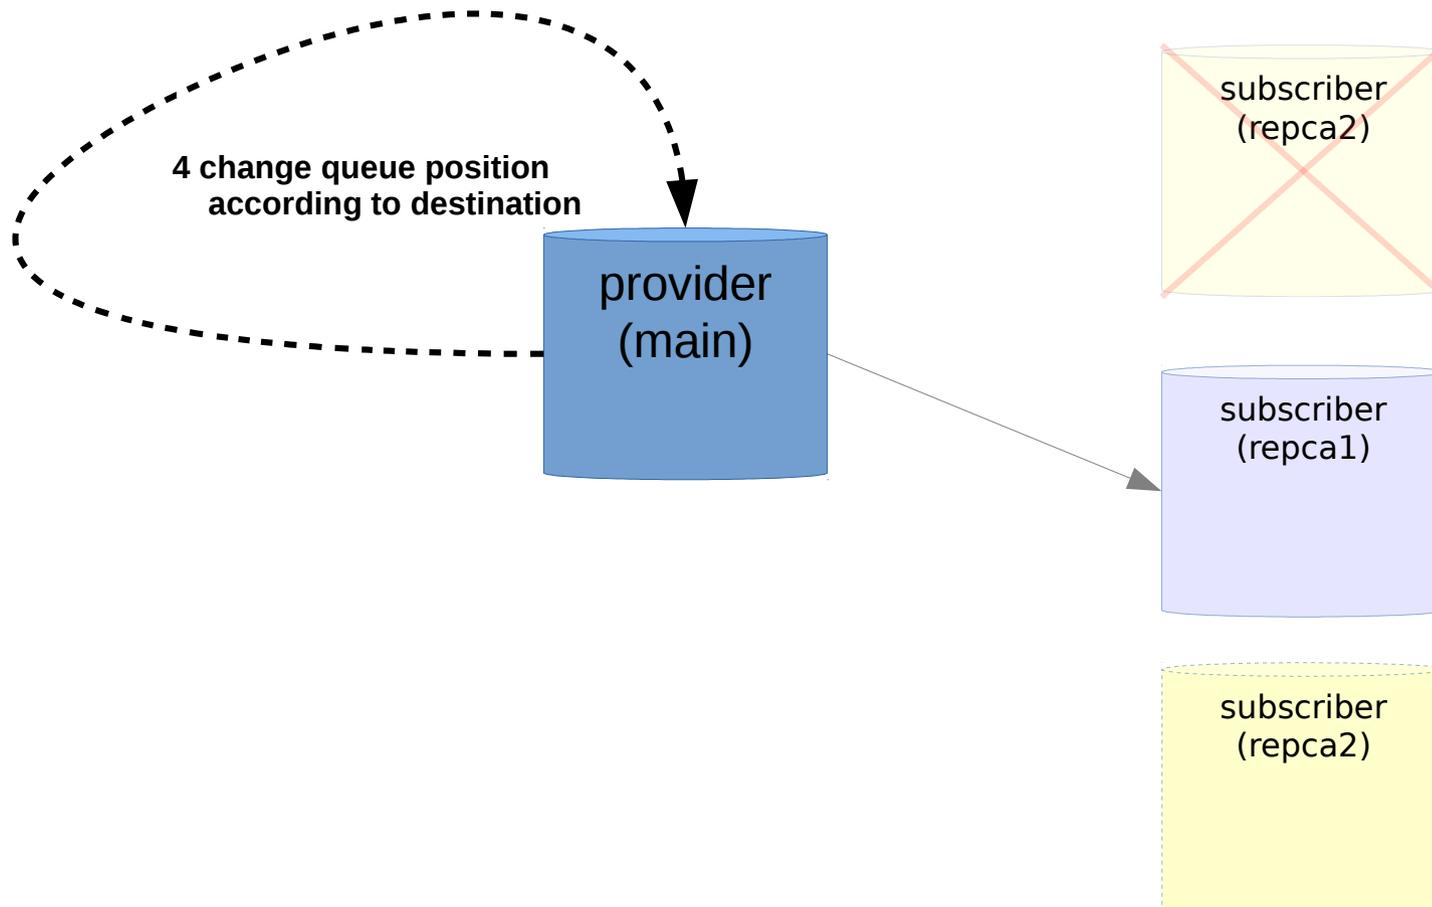 subscriber
(repca2)
4 change queue position
according to destination
provider
(main)
subscriber
(repca1)
subscriber
(repca2)